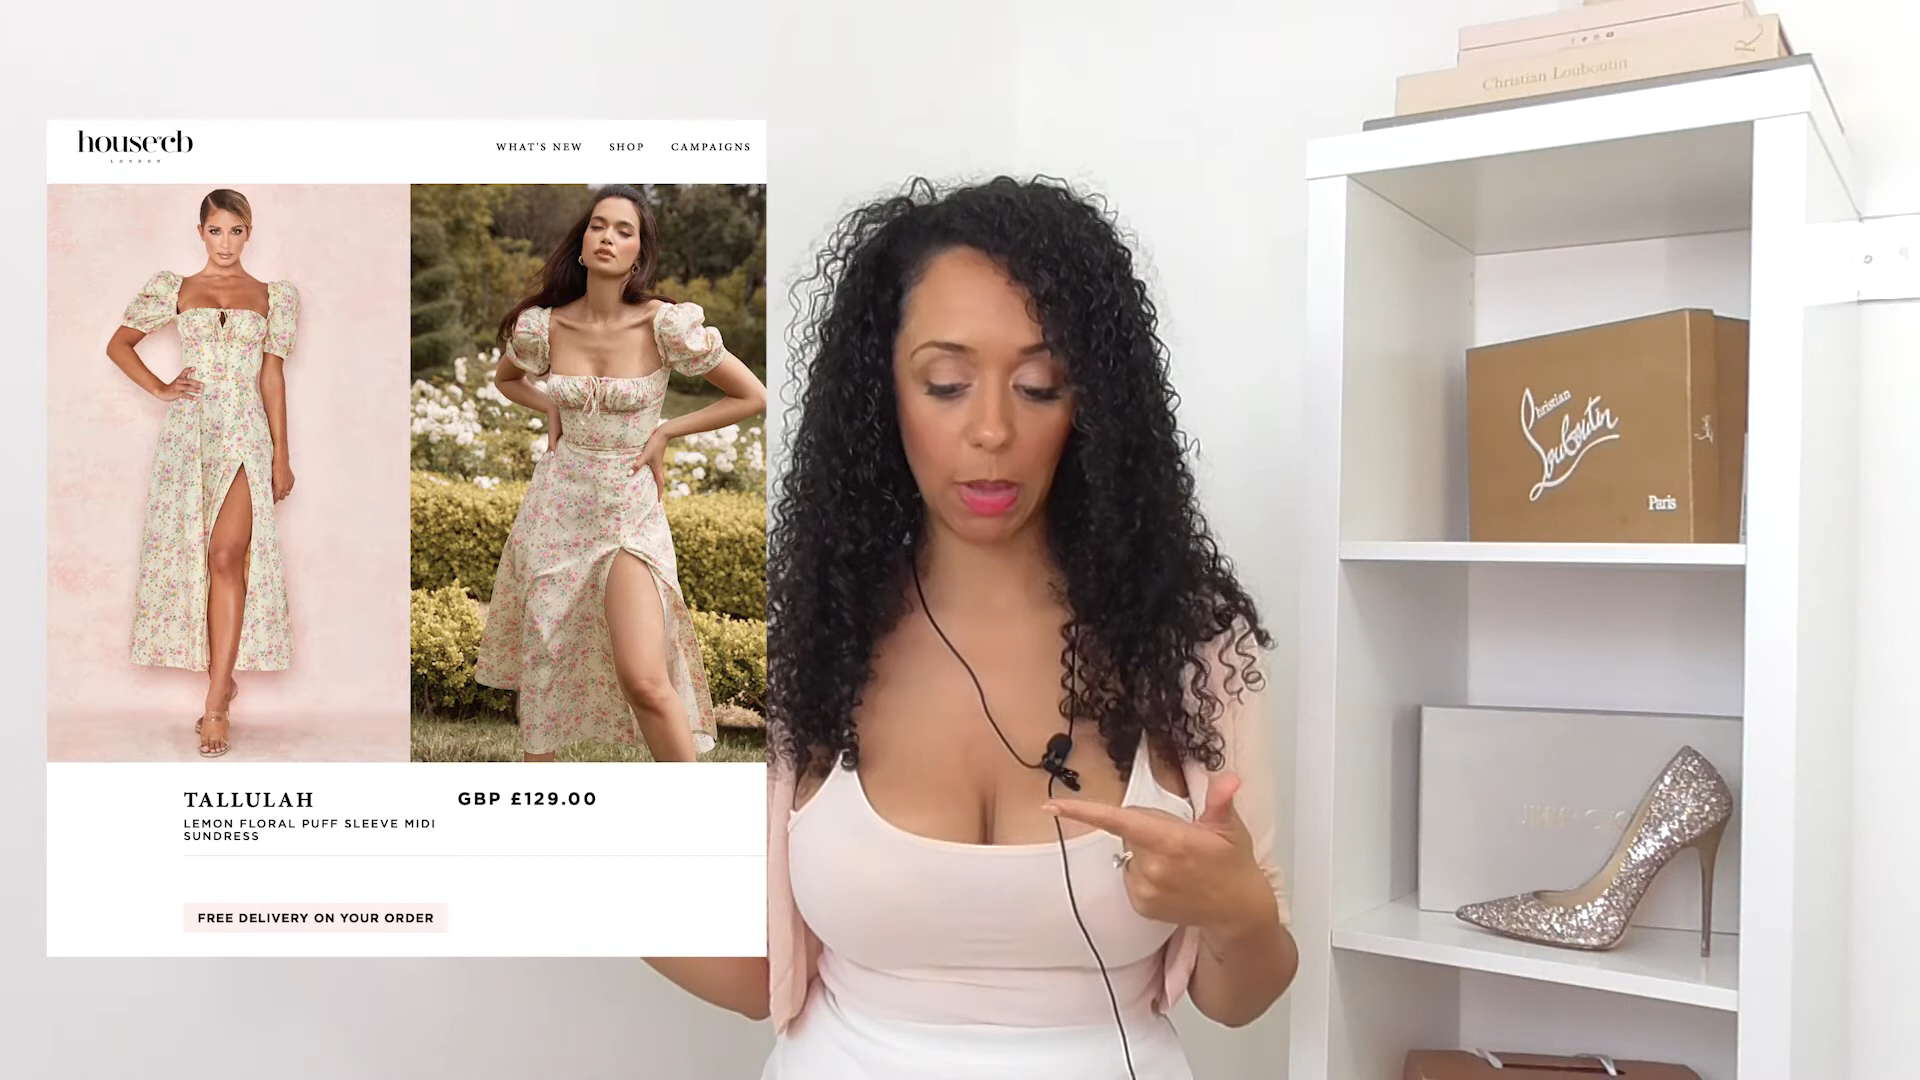 house of cb
LONDON
WHAT'S NEW
SHOP
CAMPAIGNS
TALLULAH
GBP £129.00
LEMON FLORAL PUFF SLEEVE MIDI
SUNDRESS
FREE DELIVERY ON YOUR ORDER
Christian Louboutin
Christian
Louboutin
Paris